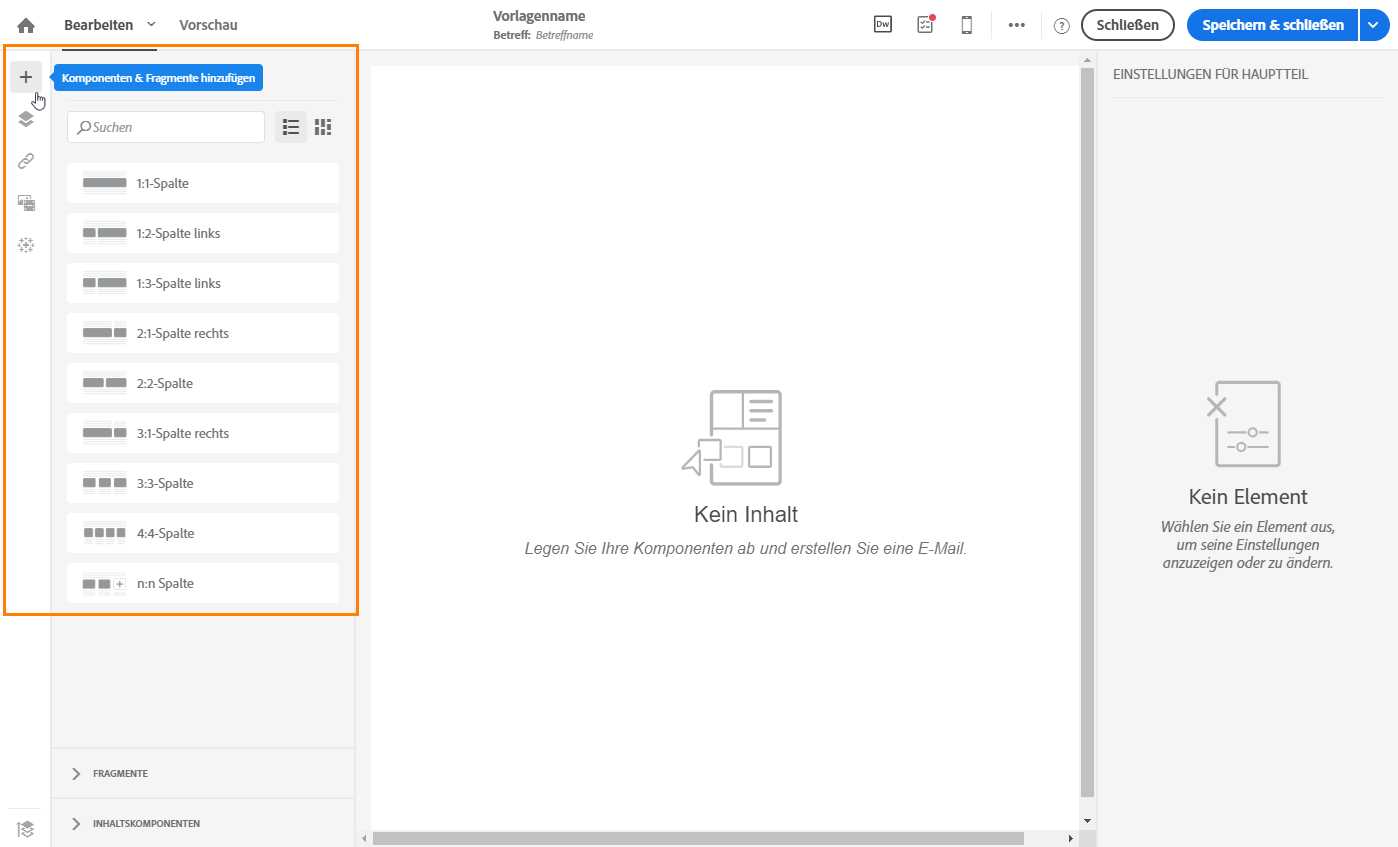 Bearbeiten
Vorschau
Vorlagenname
Betreff: Betreffname
Dw
Schließen
Speichern & schließen
Komponenten & Fragmente hinzufügen
Suchen
1:1-Spalte
1:2-Spalte links
1:3-Spalte links
2:1-Spalte rechts
2:2-Spalte
3:1-Spalte rechts
3:3-Spalte
4:4-Spalte
n:n Spalte
FRAGMENTE
INHALTSKOMPONENTEN
Kein Inhalt
Legen Sie Ihre Komponenten ab und erstellen Sie eine E-Mail.
EINSTELLUNGEN FÜR HAUPTTEIL
Kein Element
Wählen Sie ein Element aus,
um seine Einstellungen
anzuzeigen oder zu ändern.